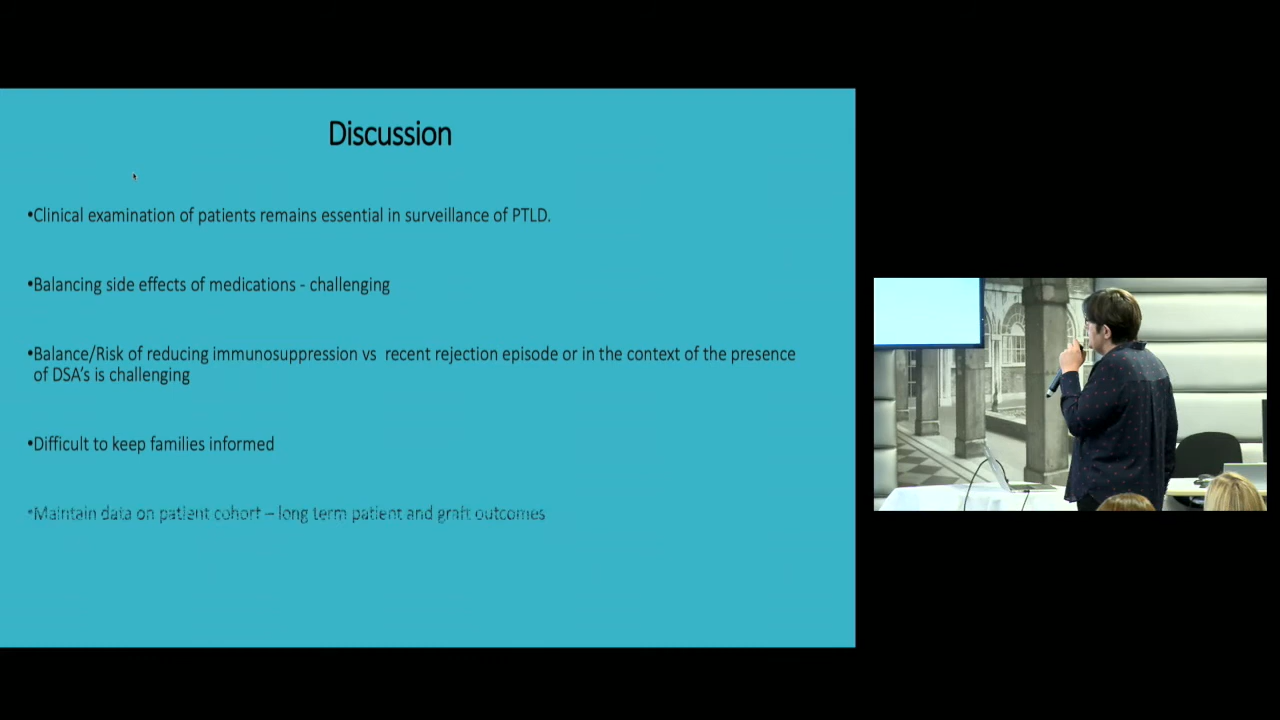 Discussion
•Clinical examination of patients remains essential in surveillance of PTLD.
•Balancing side effects of medications - challenging
•Balance/Risk of reducing immunosuppression vs  recent rejection episode or in the context of the presence
of DSA's is challenging
•Difficult to keep families informed
•Maintain data on patient cohort – long term patient and graft outcomes